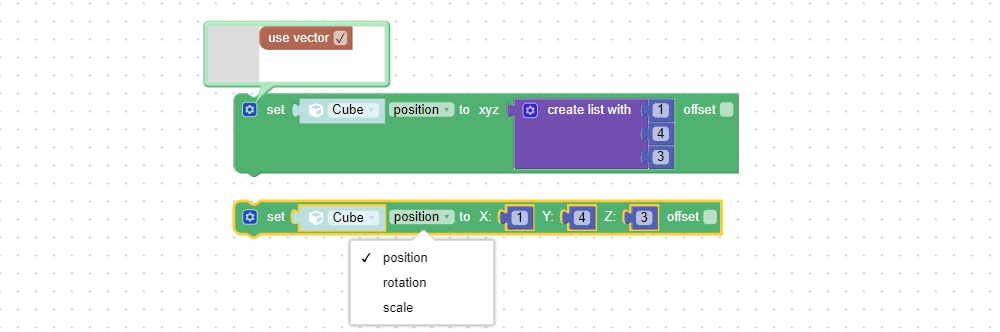 use vector ✓
set Cube position to xyz create list with 1 offset
4
3
set Cube position to X: 1 Y: 4 Z: 3 offset
✓ position
rotation
scale